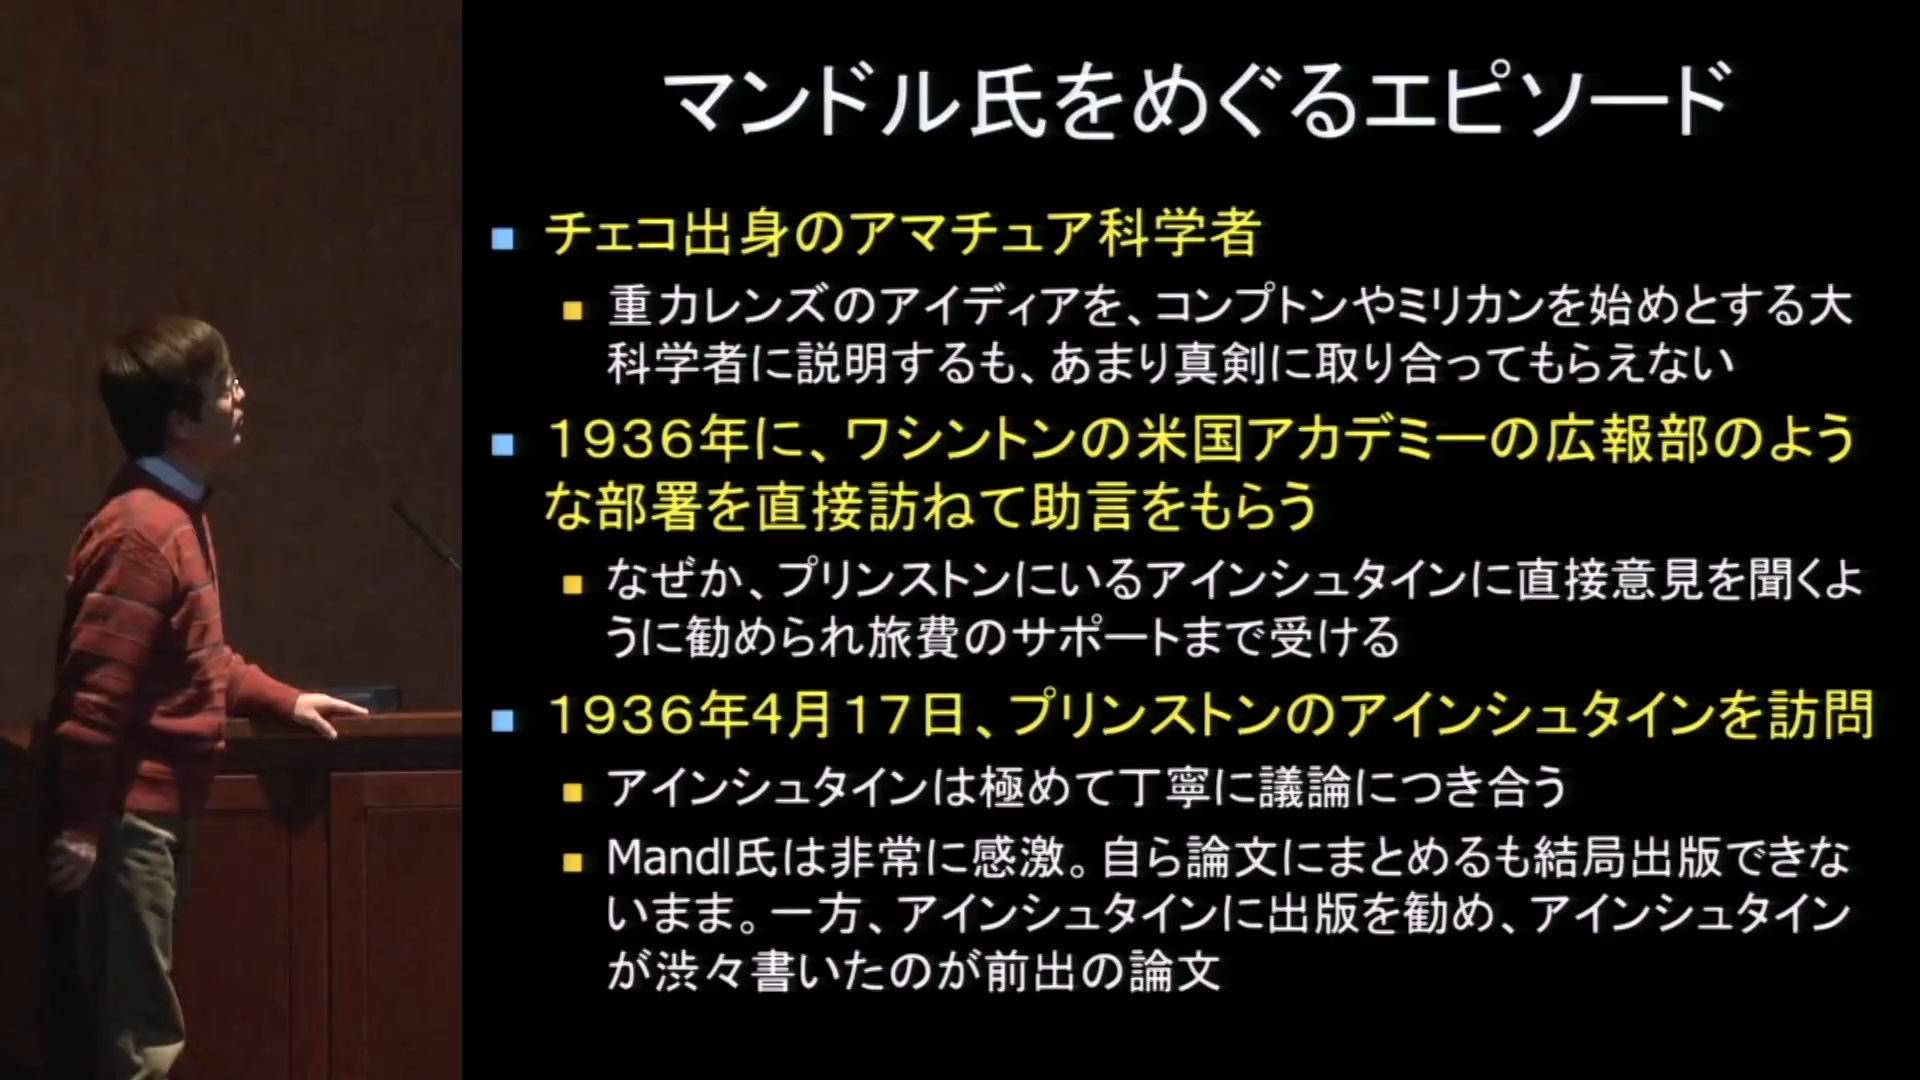 マンドル氏をめぐるエピソード
チェコ出身のアマチュア科学者
重力レンズのアイディアを、コンプトンやミリカンを始めとする大
科学者に説明するも、あまり真剣に取り合ってもらえない
１９３６年に、ワシントンの米国アカデミーの広報部のよう
な部署を直接訪ねて助言をもらう
なぜか、プリンストンにいるアインシュタインに直接意見を聞くよ
うに勧められ旅費のサポートまで受ける
１９３６年４月１７日、プリンストンのアインシュタインを訪問
アインシュタインは極めて丁寧に議論につき合う
Mandl氏は非常に感激。自ら論文にまとめるも結局出版できな
いまま。一方、アインシュタインに出版を勧め、アインシュタイン
が渋々書いたのが前出の論文